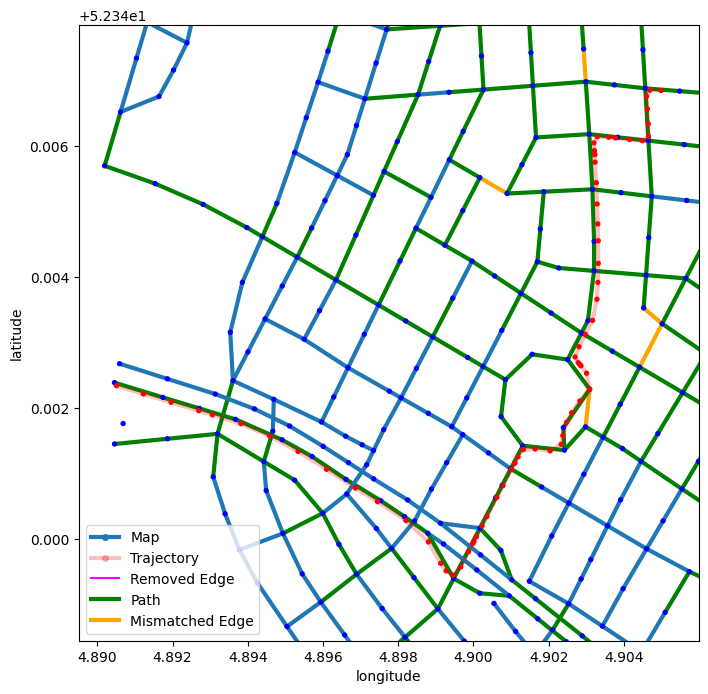 +5.234e1
0.006
0.004
0.002
0.000
latitude
Map
Trajectory
Removed Edge
Path
Mismatched Edge
4.890 4.892 4.894 4.896 4.898 4.900 4.902 4.904
longitude